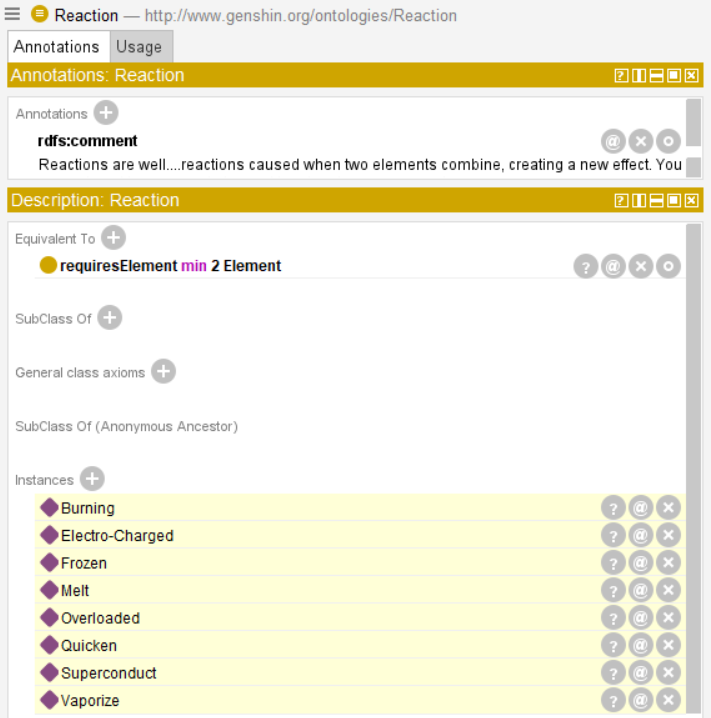 Reaction — http://www.genshin.org/ontologies/Reaction
Annotations Usage
Annotations: Reaction
Annotations
rdfs:comment
Reactions are well....reactions caused when two elements combine, creating a new effect. You
Description: Reaction
Equivalent To
requiresElement min 2 Element
SubClass Of
General class axioms
SubClass Of (Anonymous Ancestor)
Instances
Burning
Electro-Charged
Frozen
Melt
Overloaded
Quicken
Superconduct
Vaporize